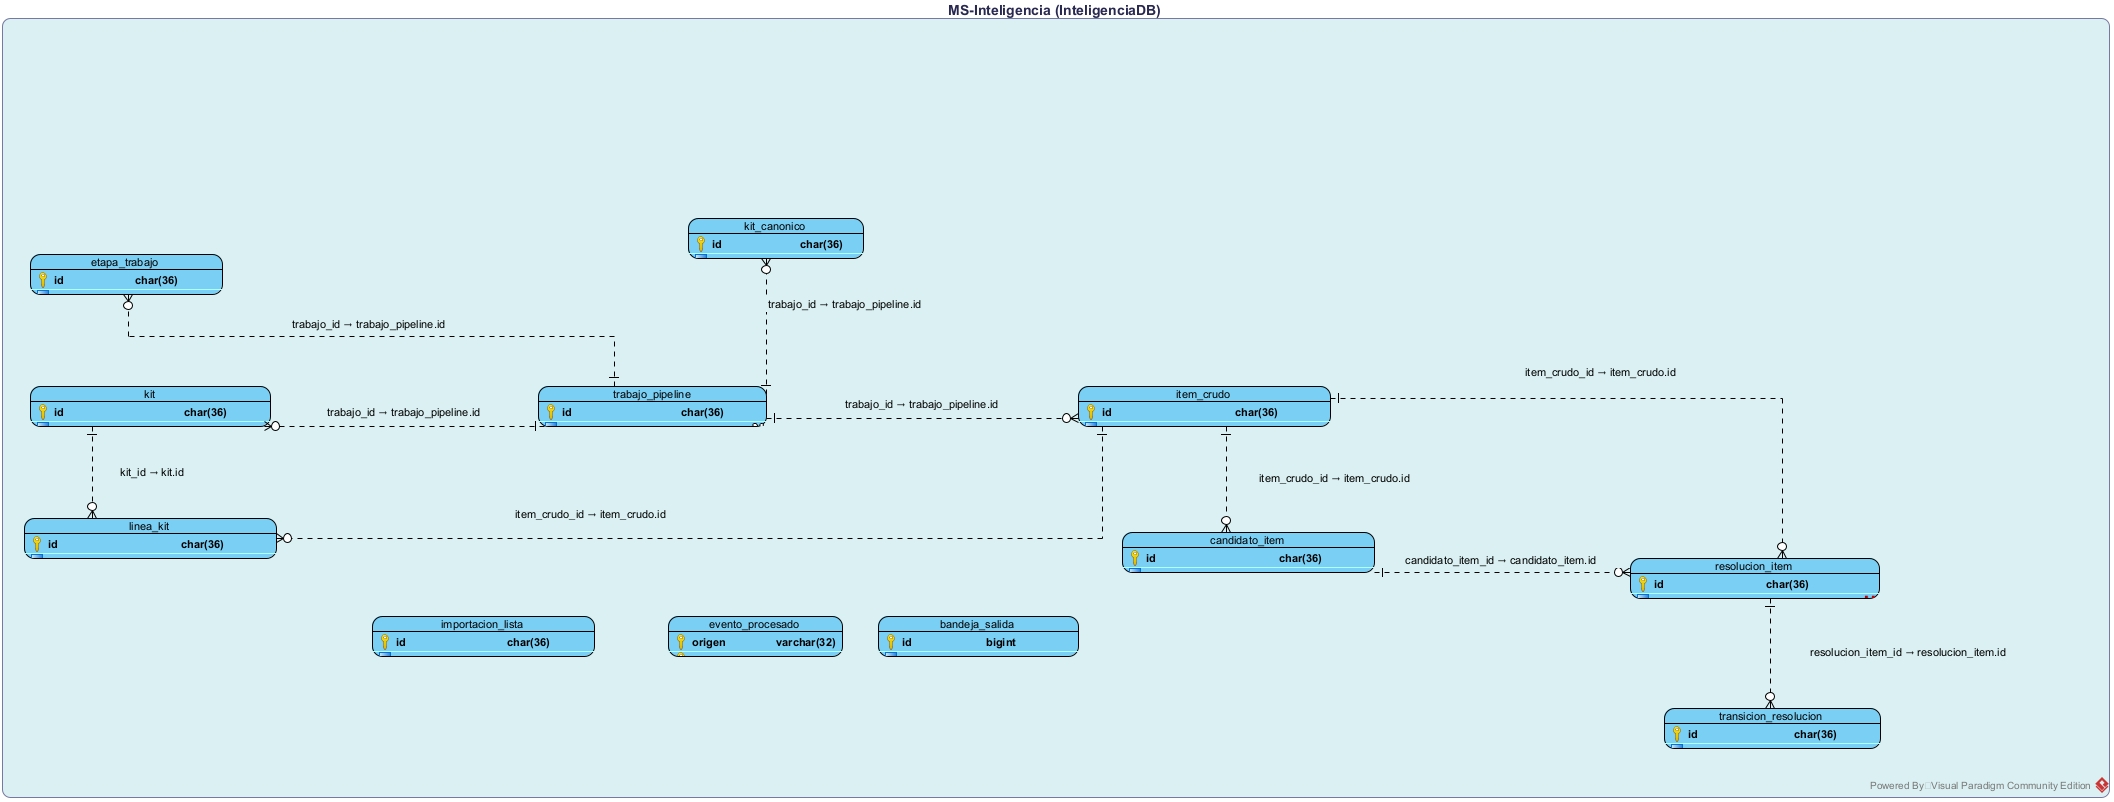 MS-Inteligencia (InteligenciaDB)
kit_canonico
id char(36)
etapa_trabajo
id char(36)
trabajo_id → trabajo_pipeline.id
trabajo_id → trabajo_pipeline.id
item_crudo_id → item_crudo.id
kit
id char(36)
trabajo_id → trabajo_pipeline.id
trabajo_pipeline
id char(36)
trabajo_id → trabajo_pipeline.id
item_crudo
id char(36)
kit_id → kit.id
item_crudo_id → item_crudo.id
item_crudo_id → item_crudo.id
linea_kit
id char(36)
candidato_item
id char(36)
candidato_item_id → candidato_item.id
resolucion_item
id char(36)
importacion_lista
id char(36)
evento_procesado
origen varchar(32)
bandeja_salida
id bigint
resolucion_item_id → resolucion_item.id
transicion_resolucion
id char(36)
Powered By Visual Paradigm Community Edition